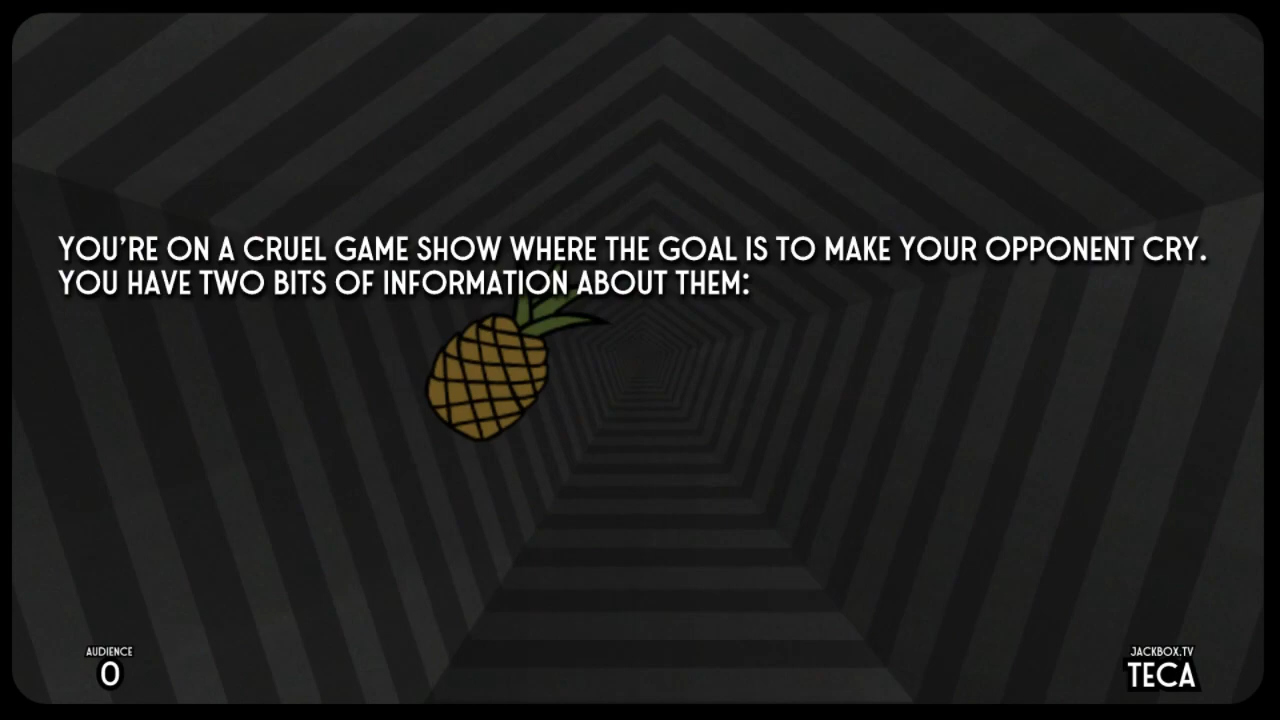 YOU'RE ON A CRUEL GAME SHOW WHERE THE GOAL IS TO MAKE YOUR OPPONENT CRY.
YOU HAVE TWO BITS OF INFORMATION ABOUT THEM:
AUDIENCE
0
JACKBOX.TV
TECA